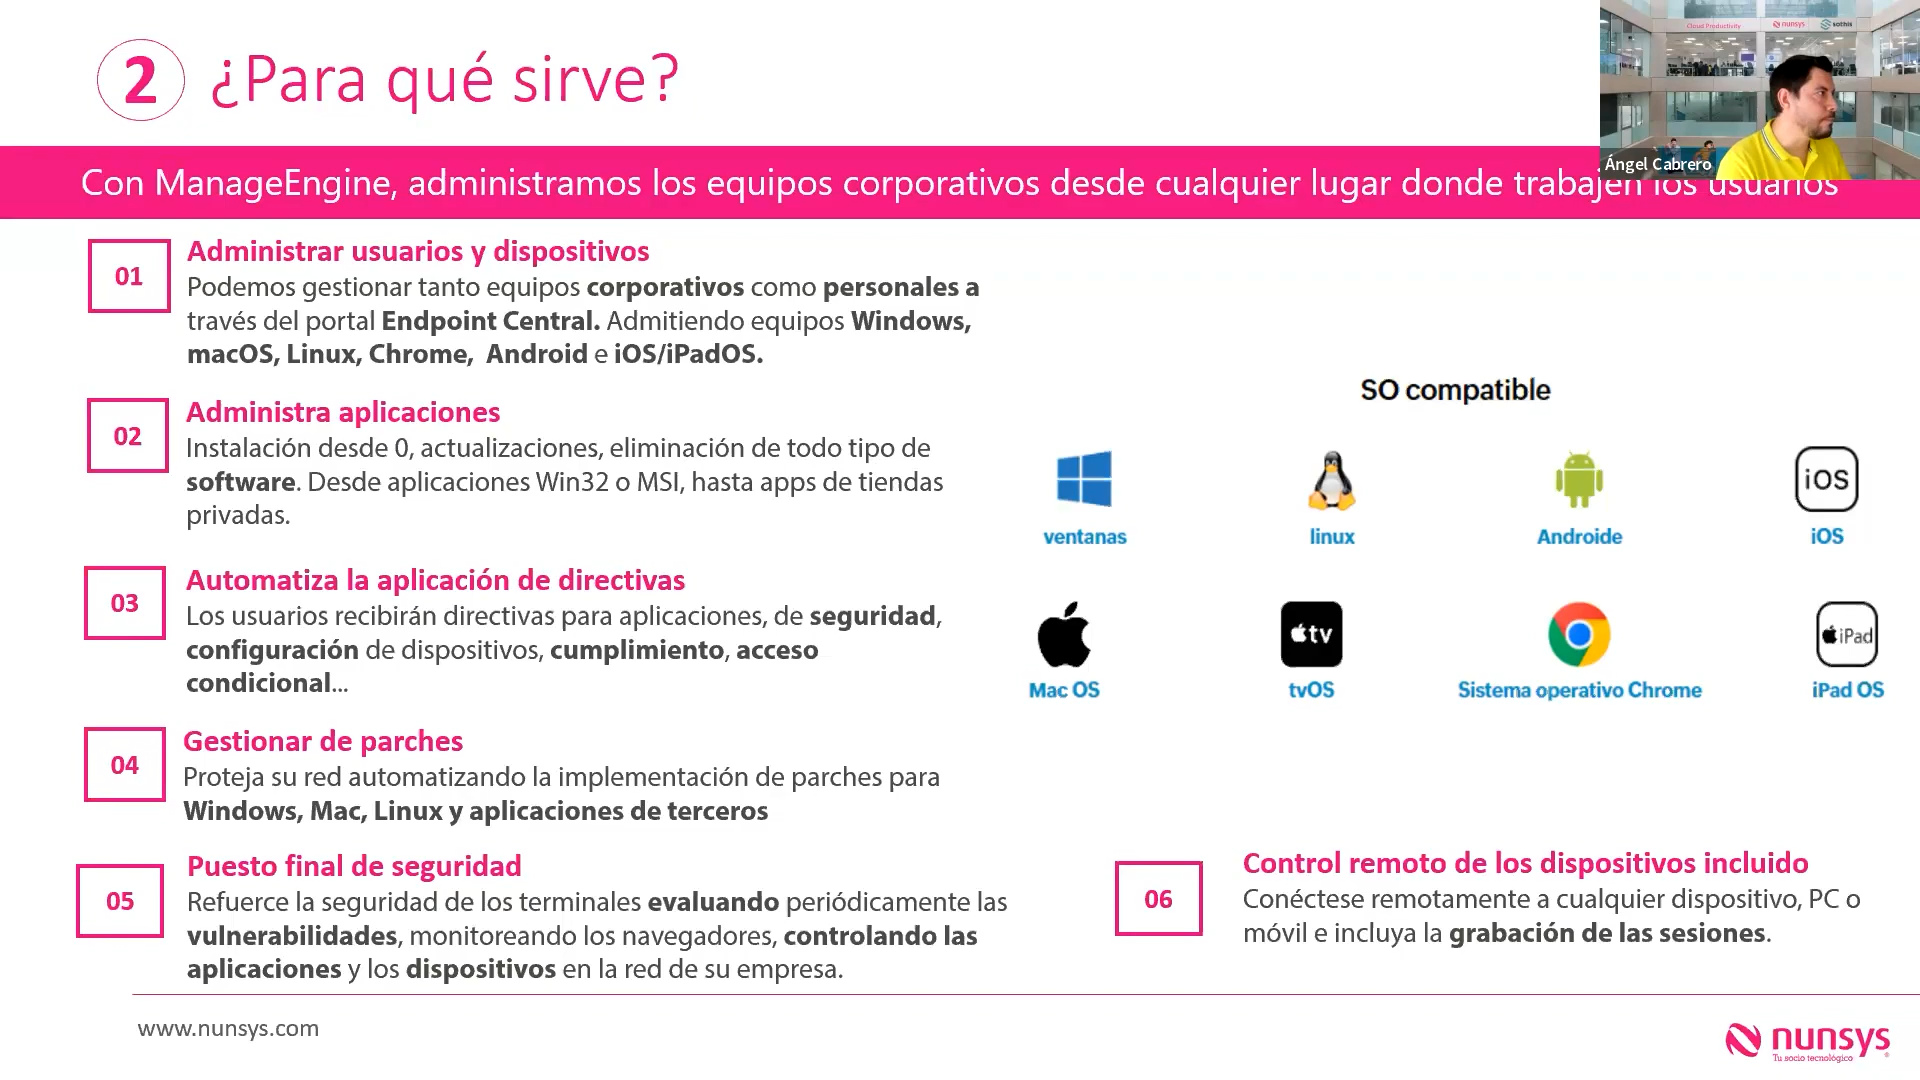 2
¿Para qué sirve?
Cloud Productivity
nunsys
sothis
Ángel Cabrero
Con ManageEngine, administramos los equipos corporativos desde cualquier lugar donde trabajen los usuarios
01
Administrar usuarios y dispositivos
Podemos gestionar tanto equipos corporativos como personales a
través del portal Endpoint Central. Admitiendo equipos Windows,
macOS, Linux, Chrome, Android e iOS/iPadOS.
02
Administra aplicaciones
Instalación desde 0, actualizaciones, eliminación de todo tipo de
software. Desde aplicaciones Win32 o MSI, hasta apps de tiendas
privadas.
03
Automatiza la aplicación de directivas
Los usuarios recibirán directivas para aplicaciones, de seguridad,
configuración de dispositivos, cumplimiento, acceso
condicional...
04
Gestionar de parches
Proteja su red automatizando la implementación de parches para
Windows, Mac, Linux y aplicaciones de terceros
05
Puesto final de seguridad
Refuerce la seguridad de los terminales evaluando periódicamente las
vulnerabilidades, monitoreando los navegadores, controlando las
aplicaciones y los dispositivos en la red de su empresa.
SO compatible
iOS
ventanas
linux
Androide
iOS
tv
iPad
Mac OS
tvOS
Sistema operativo Chrome
iPad OS
06
Control remoto de los dispositivos incluido
Conéctese remotamente a cualquier dispositivo, PC o
móvil e incluya la grabación de las sesiones.
www.nunsys.com
nunsys
Tu socio tecnológico